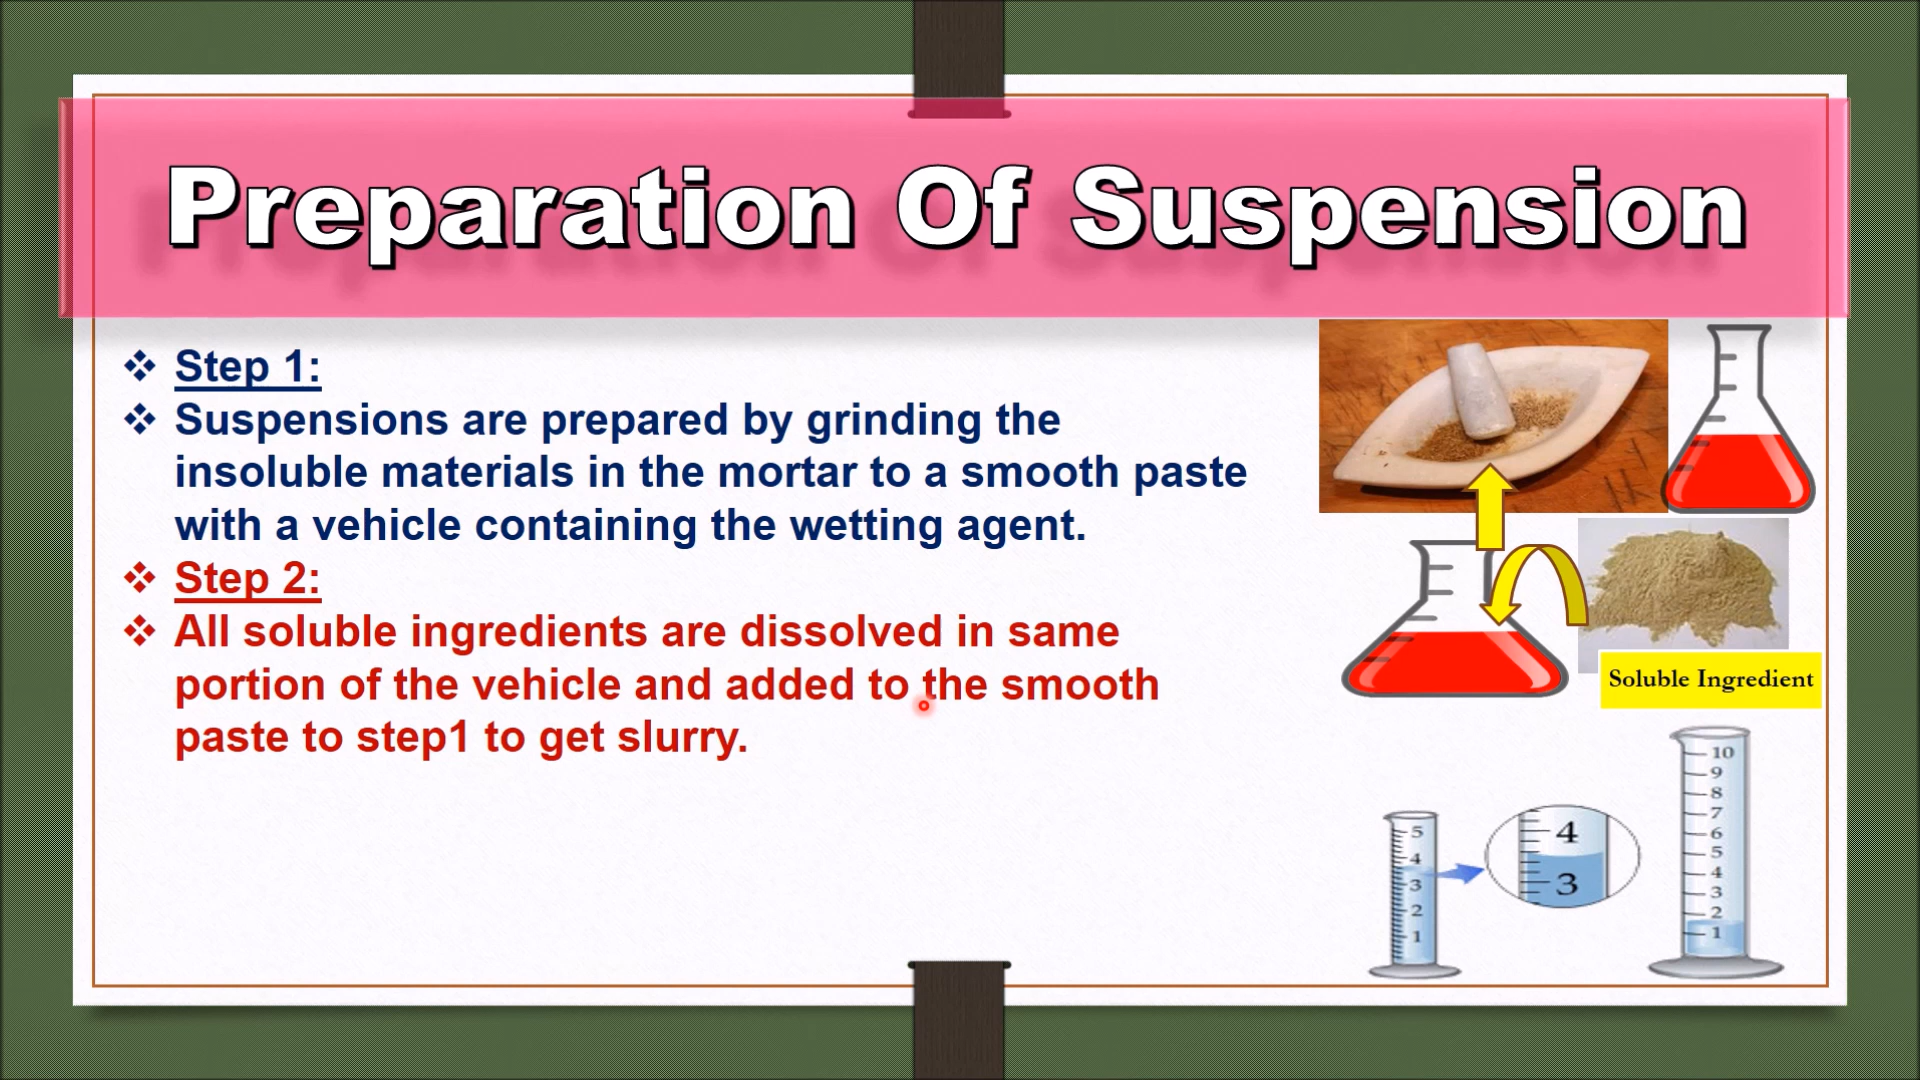 Preparation Of Suspension
Step 1:
Suspensions are prepared by grinding the
insoluble materials in the mortar to a smooth paste
with a vehicle containing the wetting agent.
Step 2:
All soluble ingredients are dissolved in same
portion of the vehicle and added to the smooth
paste to step1 to get slurry.
Soluble Ingredient
5
4
3
2
1
4
3
10
9
8
7
6
5
4
3
2
1